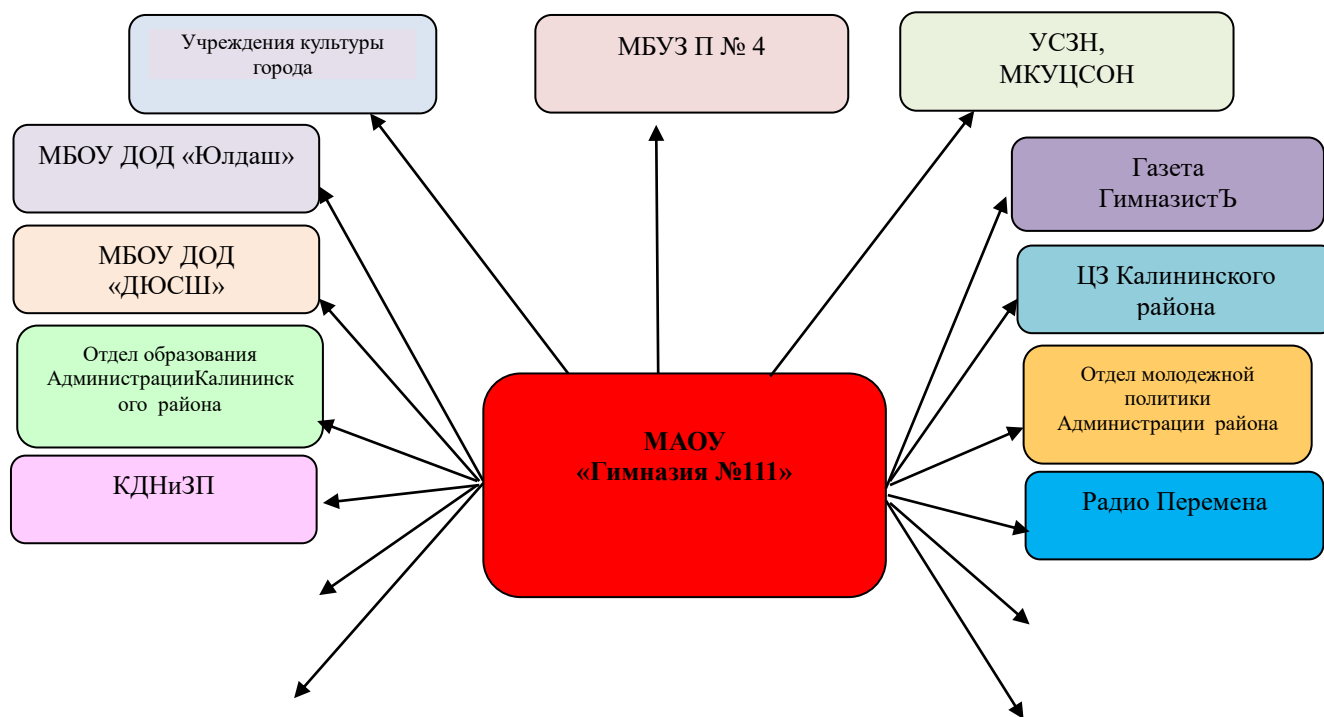 Учреждения культуры
города
МБУЗ П № 4
УСЗН,
МКУЦСОН
МБОУ ДОД «Юлдаш»
Газета
ГимназистЪ
МБОУ ДОД
«ДЮСШ»
ЦЗ Калининского
района
Отдел образования
АдминистрацииКалининск
ого района
Отдел молодежной
политики
Администрации района
МАОУ
«Гимназия №111»
КДНиЗП
Радио Перемена